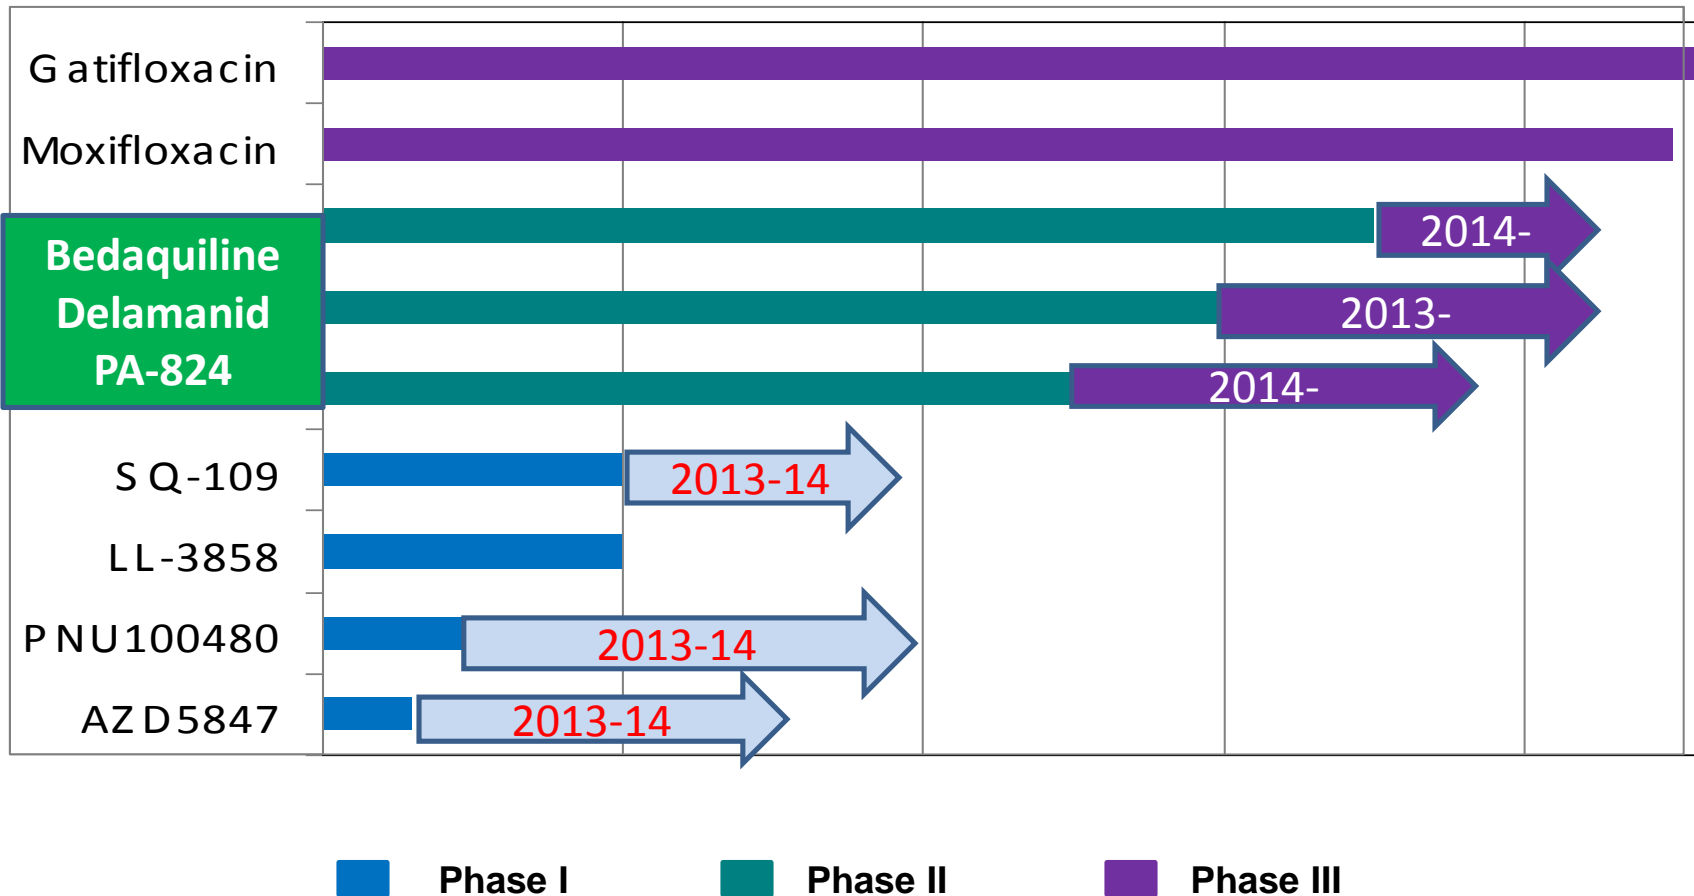 Gatifloxacin
Moxifloxacin
Bedaquiline
Delamanid
PA-824
2014-
2013-
2014-
SQ-109
2013-14
LL-3858
PNU100480
2013-14
AZD5847
2013-14
Phase I
Phase II
Phase III